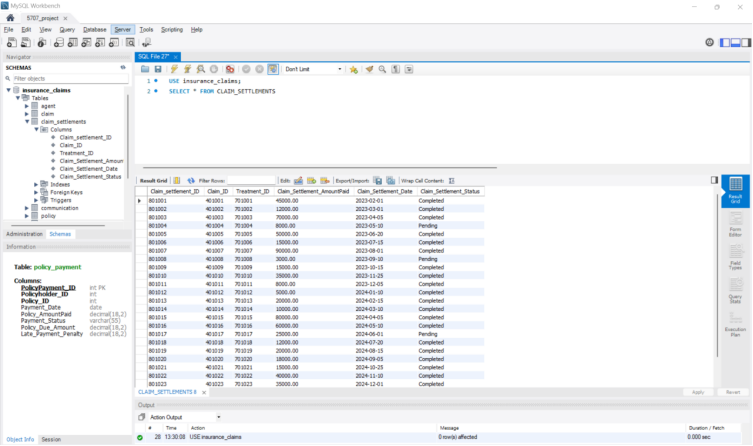 MySQL Workbench
5707_project
File Edit View Query Database Server Tools Scripting Help
Navigator
SCHEMAS
Filter objects
insurance_claims
Tables
agent
claim
claim_settlements
Columns
Claim_settlement_ID
Claim_ID
Treatment_ID
Claim_Settlement_Amoun
Claim_Settlement_Date
Claim_Settlement_Status
Indexes
Foreign Keys
Triggers
communication
policy
Administration Schemas
Information
Table: policy_payment
Columns:
PolicyPayment_ID int PK
Policyholder_ID int
Policy_ID int
Payment_Date date
Policy_AmountPaid decimal(18,2)
Payment_Status varchar(55)
Policy_Due_Amount decimal(18,2)
Late_Payment_Penalty decimal(18,2)
Object Info Session
SQL File 27*
Don't Limit
1 USE insurance_claims;
2 SELECT * FROM CLAIM_SETTLEMENTS
Result Grid Filter Rows: Edit: Export/Import: Wrap Cell Content:
Claim_settlement_ID Claim_ID Treatment_ID Claim_Settlement_AmountPaid Claim_Settlement_Date Claim_Settlement_Status
801001 401001 701001 45000.00 2023-02-01 Completed
801002 401002 701002 12000.00 2023-03-01 Completed
801003 401003 701003 70000.00 2023-04-05 Completed
801004 401004 701004 8000.00 2023-05-10 Pending
801005 401005 701005 50000.00 2023-06-20 Completed
801006 401006 701006 15000.00 2023-07-15 Completed
801007 401007 701007 90000.00 2023-08-01 Completed
801008 401008 701008 3000.00 2023-09-10 Pending
801009 401009 701009 15000.00 2023-10-15 Completed
801010 401010 701010 35000.00 2023-11-25 Completed
801011 401011 701011 8000.00 2023-12-05 Completed
801012 401012 701012 5000.00 2024-01-10 Completed
801013 401013 701013 20000.00 2024-02-15 Completed
801014 401014 701014 10000.00 2024-03-10 Completed
801015 401015 701015 80000.00 2024-04-05 Completed
801016 401016 701016 60000.00 2024-05-10 Completed
801017 401017 701017 25000.00 2024-06-01 Pending
801018 401018 701018 12000.00 2024-07-20 Completed
801019 401019 701019 20000.00 2024-08-15 Completed
801020 401020 701020 18000.00 2024-09-05 Completed
801021 401021 701021 15000.00 2024-10-25 Completed
801022 401022 701022 40000.00 2024-11-10 Completed
801023 401023 701023 35000.00 2024-12-01 Completed
Result
Grid
Form
Editor
Field
Types
Query
Stats
Execution
Plan
CLAIM_SETTLEMENTS 8 Apply Revert
Output
Action Output
# Time Action Message Duration / Fetch
28 13:30:08 USE insurance_claims 0 row(s) affected 0.000 sec